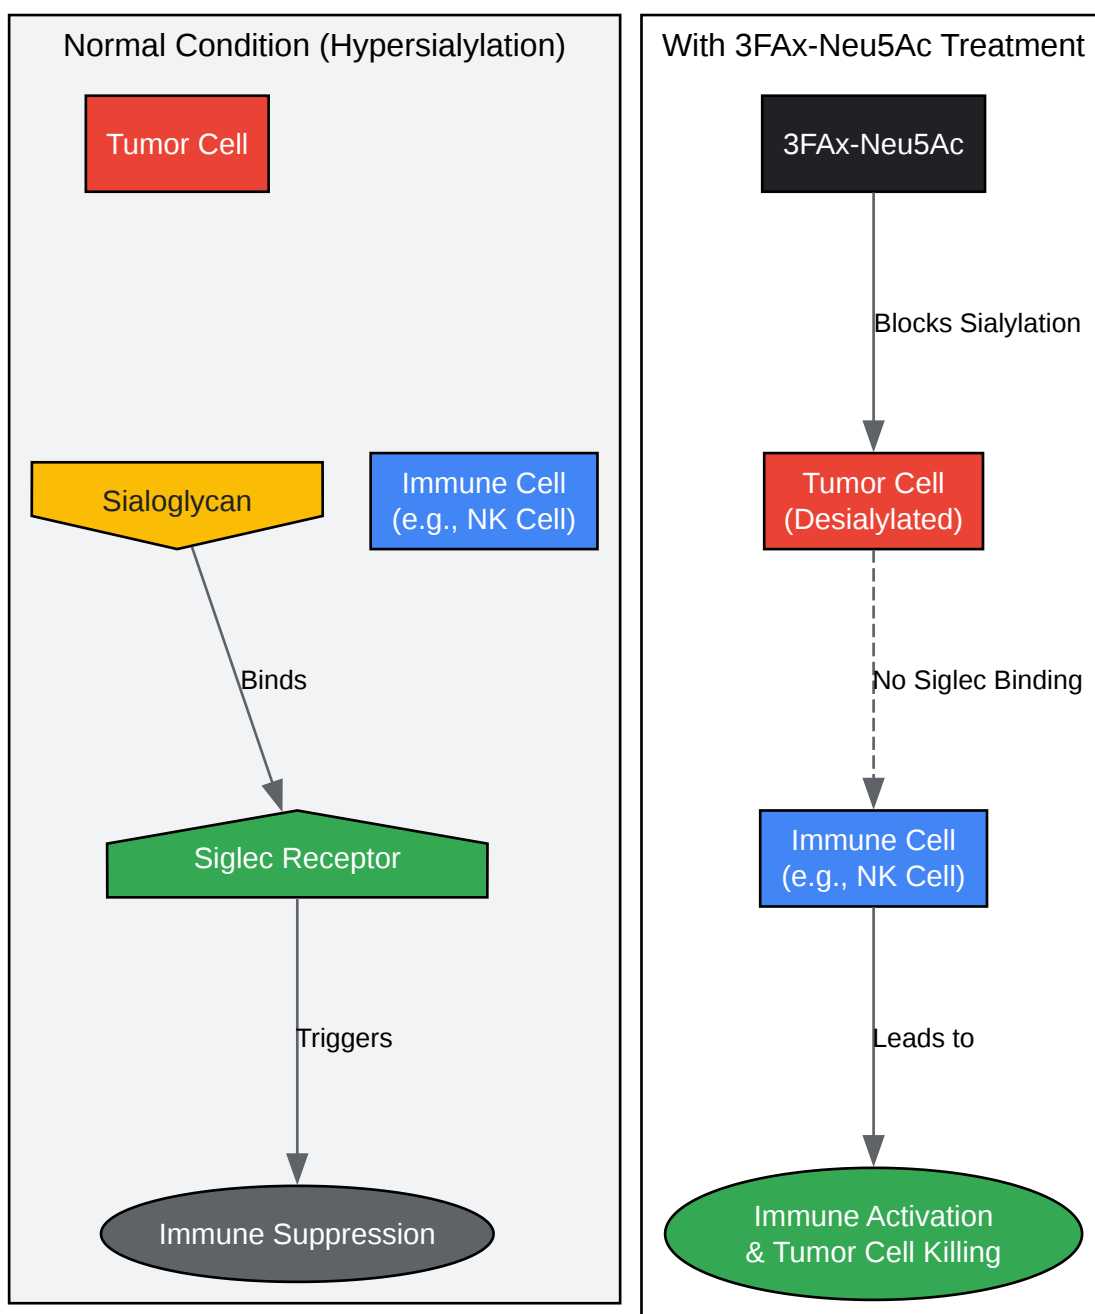 Normal Condition (Hypersialylation)
Tumor Cell
Sialoglycan
Immune Cell
(e.g., NK Cell)
Binds
Siglec Receptor
Triggers
Immune Suppression
With 3FAx-Neu5Ac Treatment
3FAx-Neu5Ac
Blocks Sialylation
Tumor Cell
(Desialylated)
No Siglec Binding
Immune Cell
(e.g., NK Cell)
Leads to
Immune Activation
& Tumor Cell Killing